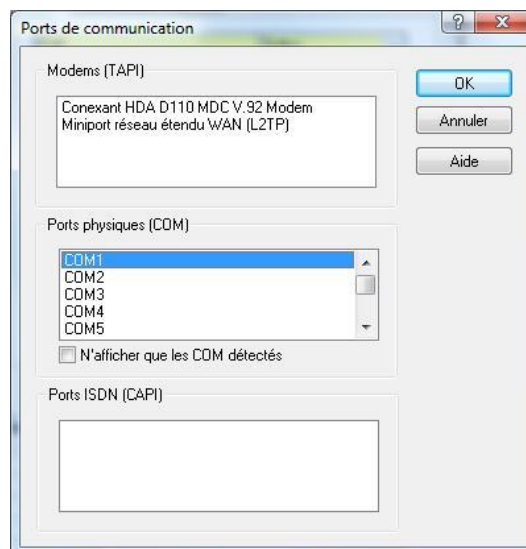 Ports de communication
Modems (TAPI)
Conexant HDA D110 MDC V.92 Modem
Miniport réseau étendu WAN (L2TP)
OK
Annuler
Aide
Ports physiques (COM)
COM1
COM2
COM3
COM4
COM5
N'afficher que les COM détectés
Ports ISDN (CAPI)